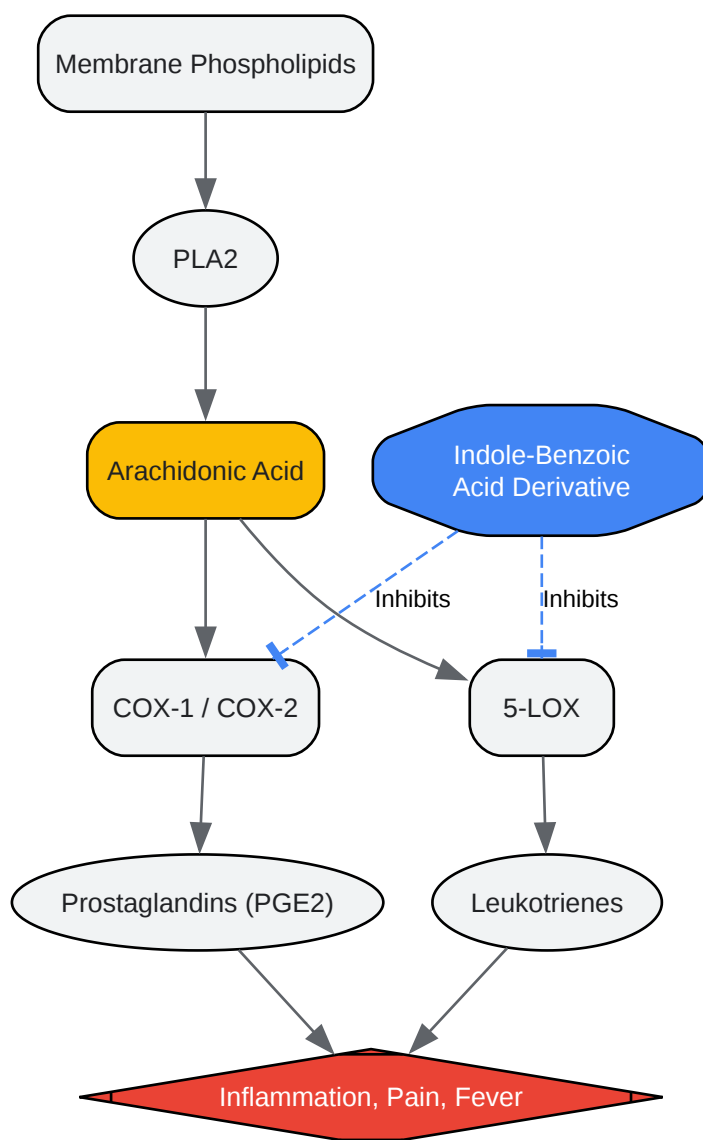 Membrane Phospholipids
PLA2
Arachidonic Acid
Indole-Benzoic
Acid Derivative
Inhibits
Inhibits
COX-1 / COX-2
5-LOX
Prostaglandins (PGE2)
Leukotrienes
Inflammation, Pain, Fever